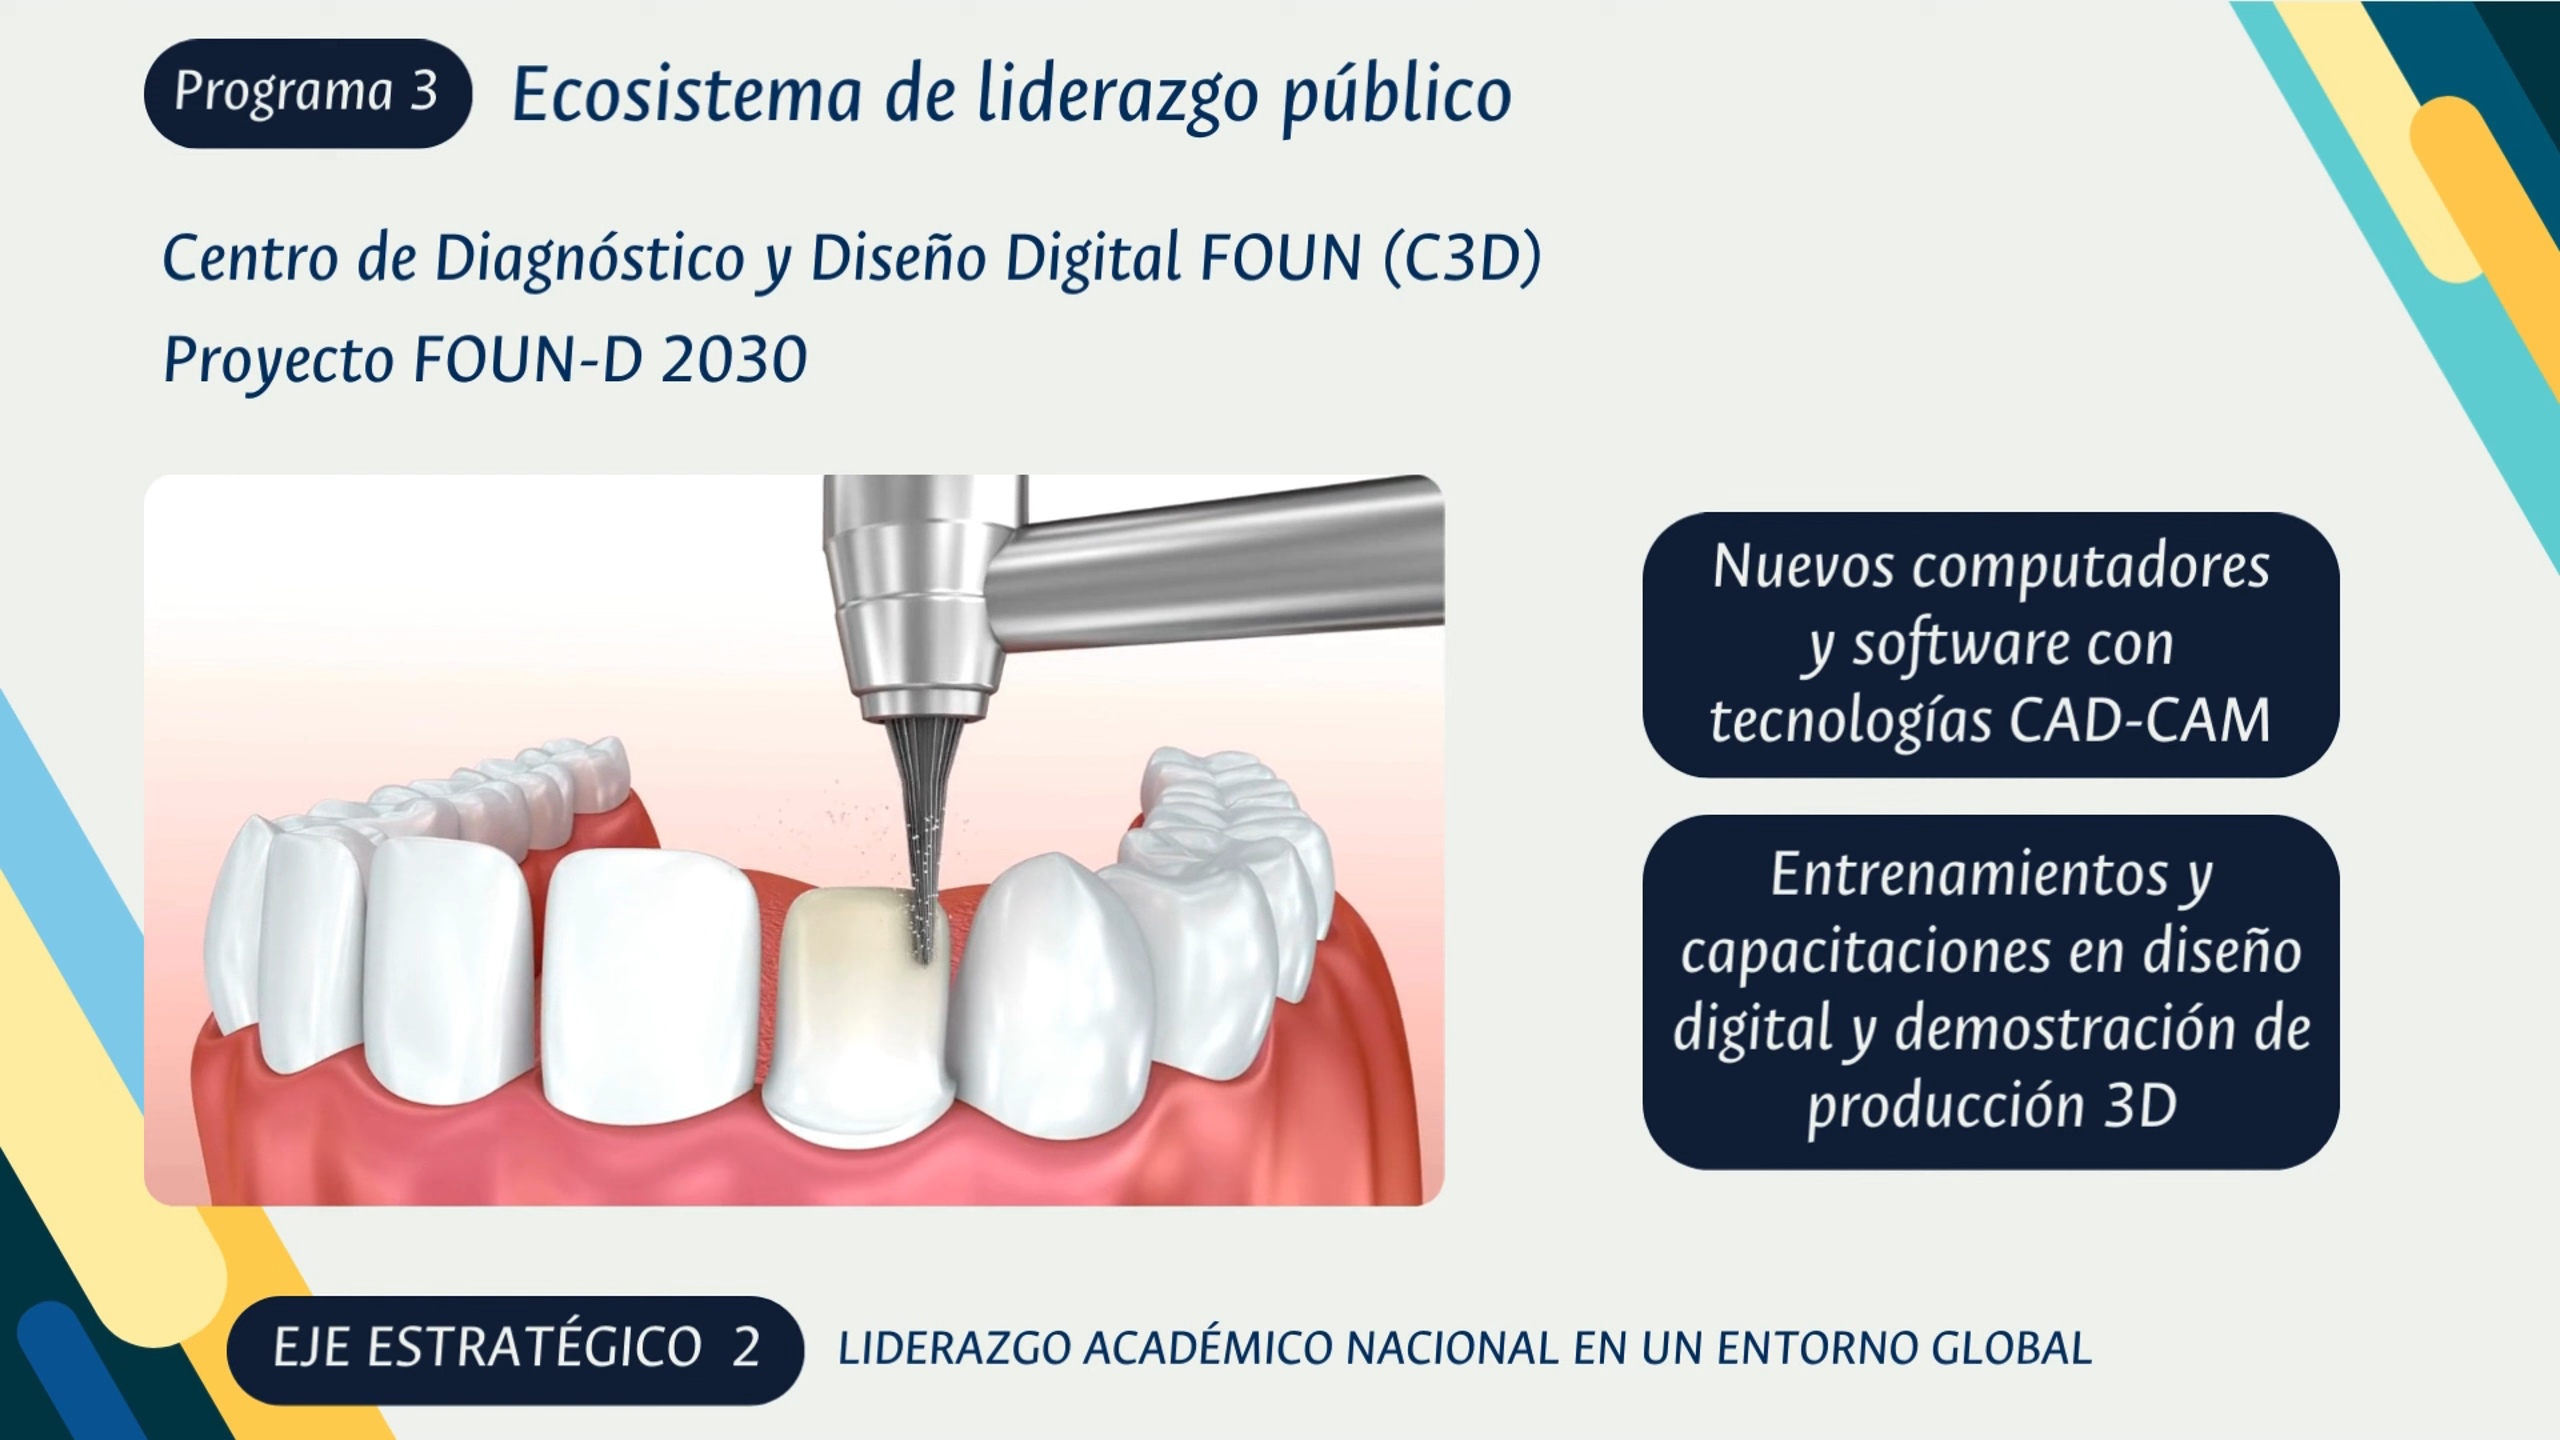 Programa 3
Ecosistema de liderazgo público
Centro de Diagnóstico y Diseño Digital FOUN (C3D)
Proyecto FOUN-D 2030
Nuevos computadores
y software con
tecnologías CAD-CAM
Entrenamientos y
capacitaciones en diseño
digital y demostración de
producción 3D
EJE ESTRATÉGICO 2
LIDERAZGO ACADÉMICO NACIONAL EN UN ENTORNO GLOBAL